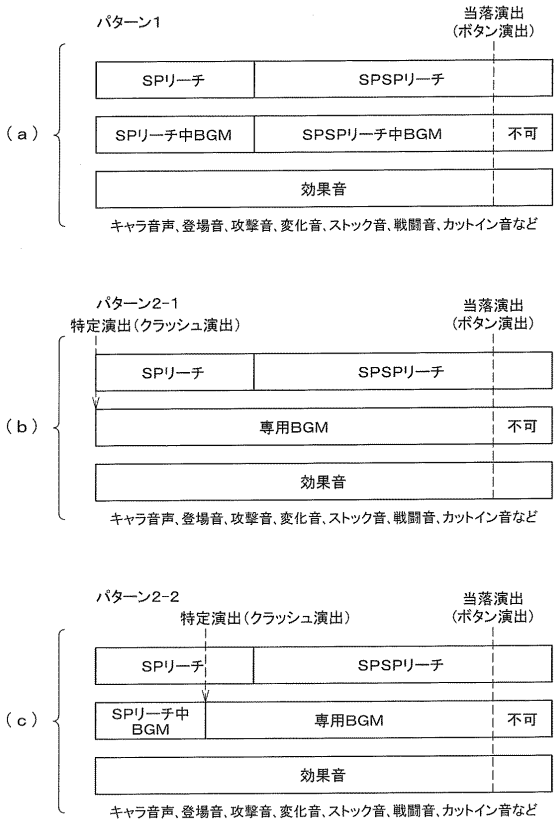 パターン1
当落演出
(ボタン演出)
(a)
SPリーチ
SPSPリーチ
SPリーチ中BGM
SPSPリーチ中BGM
不可
効果音
キャラ音声、登場音、攻撃音、変化音、ストック音、戦闘音、カットイン音など
パターン2-1
特定演出(クラッシュ演出)
当落演出
(ボタン演出)
(b)
SPリーチ
SPSPリーチ
専用BGM
不可
効果音
キャラ音声、登場音、攻撃音、変化音、ストック音、戦闘音、カットイン音など
パターン2-2
特定演出(クラッシュ演出)
当落演出
(ボタン演出)
(c)
SPリーチ
SPSPリーチ
SPリーチ中
BGM
専用BGM
不可
効果音
キャラ音声、登場音、攻撃音、変化音、ストック音、戦闘音、カットイン音など